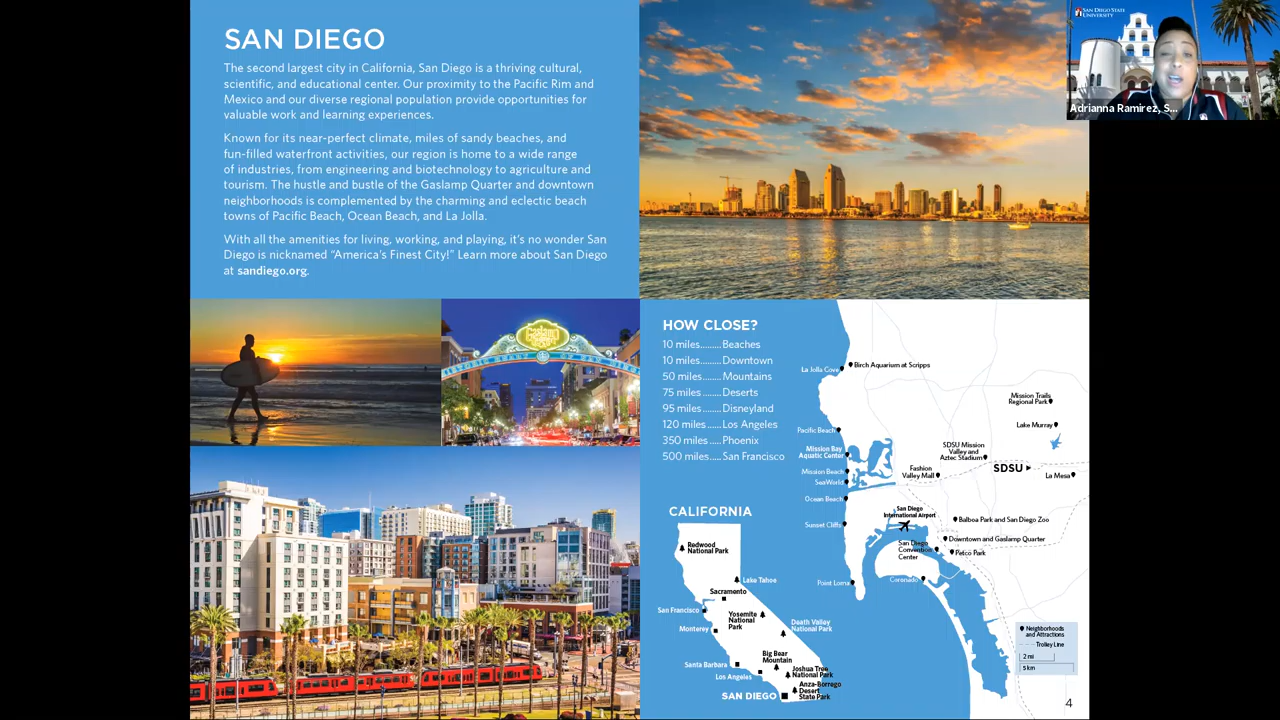 SAN DIEGO
The second largest city in California, San Diego is a thriving cultural,
scientific, and educational center. Our proximity to the Pacific Rim and
Mexico and our diverse regional population provide opportunities for
valuable work and learning experiences.
Known for its near-perfect climate, miles of sandy beaches, and
fun-filled waterfront activities, our region is home to a wide range
of industries, from engineering and biotechnology to agriculture and
tourism. The hustle and bustle of the Gaslamp Quarter and downtown
neighborhoods is complemented by the charming and eclectic beach
towns of Pacific Beach, Ocean Beach, and La Jolla.
With all the amenities for living, working, and playing, it's no wonder San
Diego is nicknamed "America's Finest City!" Learn more about San Diego
at sandiego.org.
SAN DIEGO STATE
UNIVERSITY
Adrianna Ramirez, S...
Gaslamp
Quarter
HOW CLOSE?
10 miles........Beaches
10 miles........Downtown
50 miles.......Mountains
75 miles.......Deserts
95 miles.......Disneyland
120 miles......Los Angeles
350 miles.....Phoenix
500 miles.....San Francisco
CALIFORNIA
Redwood
National Park
Lake Tahoe
Sacramento
San Francisco
Yosemite
National
Park
Monterey
Death Valley
National Park
Big Bear
Mountain
Santa Barbara
Joshua Tree
National Park
Los Angeles
Anza-Borrego
Desert
State Park
SAN DIEGO
La Jolla Cove
Birch Aquarium at Scripps
Mission Trails
Regional Park
Lake Murray
Pacific Beach
SDSU Mission
Valley and
Aztec Stadium
Mission Bay
Aquatic Center
SDSU
Fashion
Valley Mall
La Mesa
Mission Beach
SeaWorld
Ocean Beach
San Diego
International Airport
Sunset Cliffs
Balboa Park and San Diego Zoo
Downtown and Gaslamp Quarter
San Diego
Convention
Center
Petco Park
Point Loma
Coronado
Neighborhoods
and Attractions
Trolley Line
2 mi
5 km
4